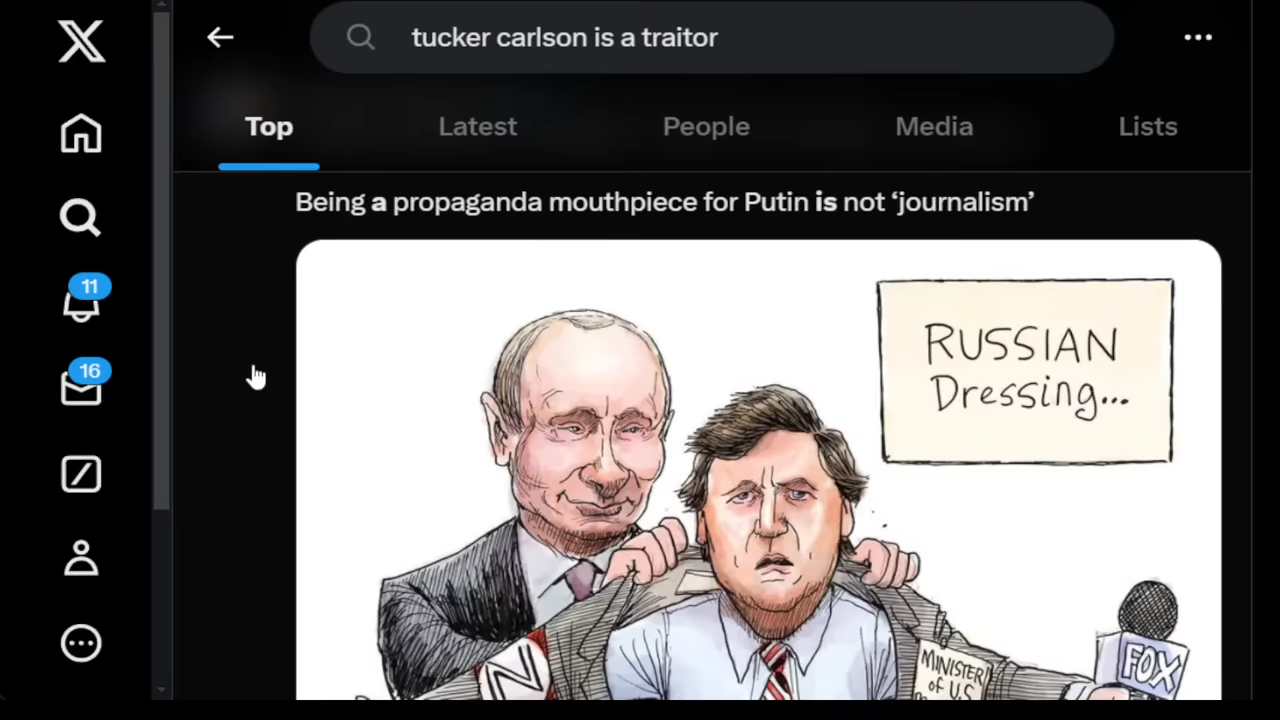 tucker carlson is a traitor
Top Latest People Media Lists
Being a propaganda mouthpiece for Putin is not ‘journalism’
11
16
RUSSIAN
Dressing...
FOX
MINISTER
of U.S